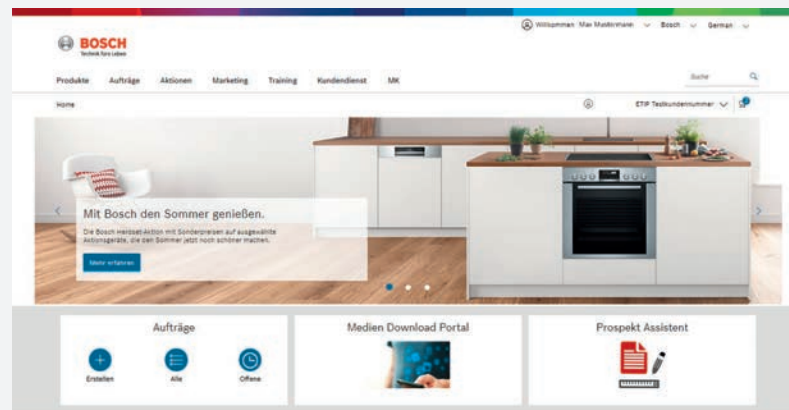 Willkommen Max Mustermann Bosch German
BOSCH
Technik fürs Leben
Produkte Aufträge Aktionen Marketing Training Kundendienst MK
Suche
Home
ETIP Testkundennummer
Mit Bosch den Sommer genießen.
Die Bosch Herdset-Aktion mit Sonderpreisen auf ausgewählte
Aktionsgeräte, die den Sommer jetzt noch schöner machen.
Mehr erfahren
Aufträge
Erstellen Alle Offene
Medien Download Portal
Prospekt Assistent